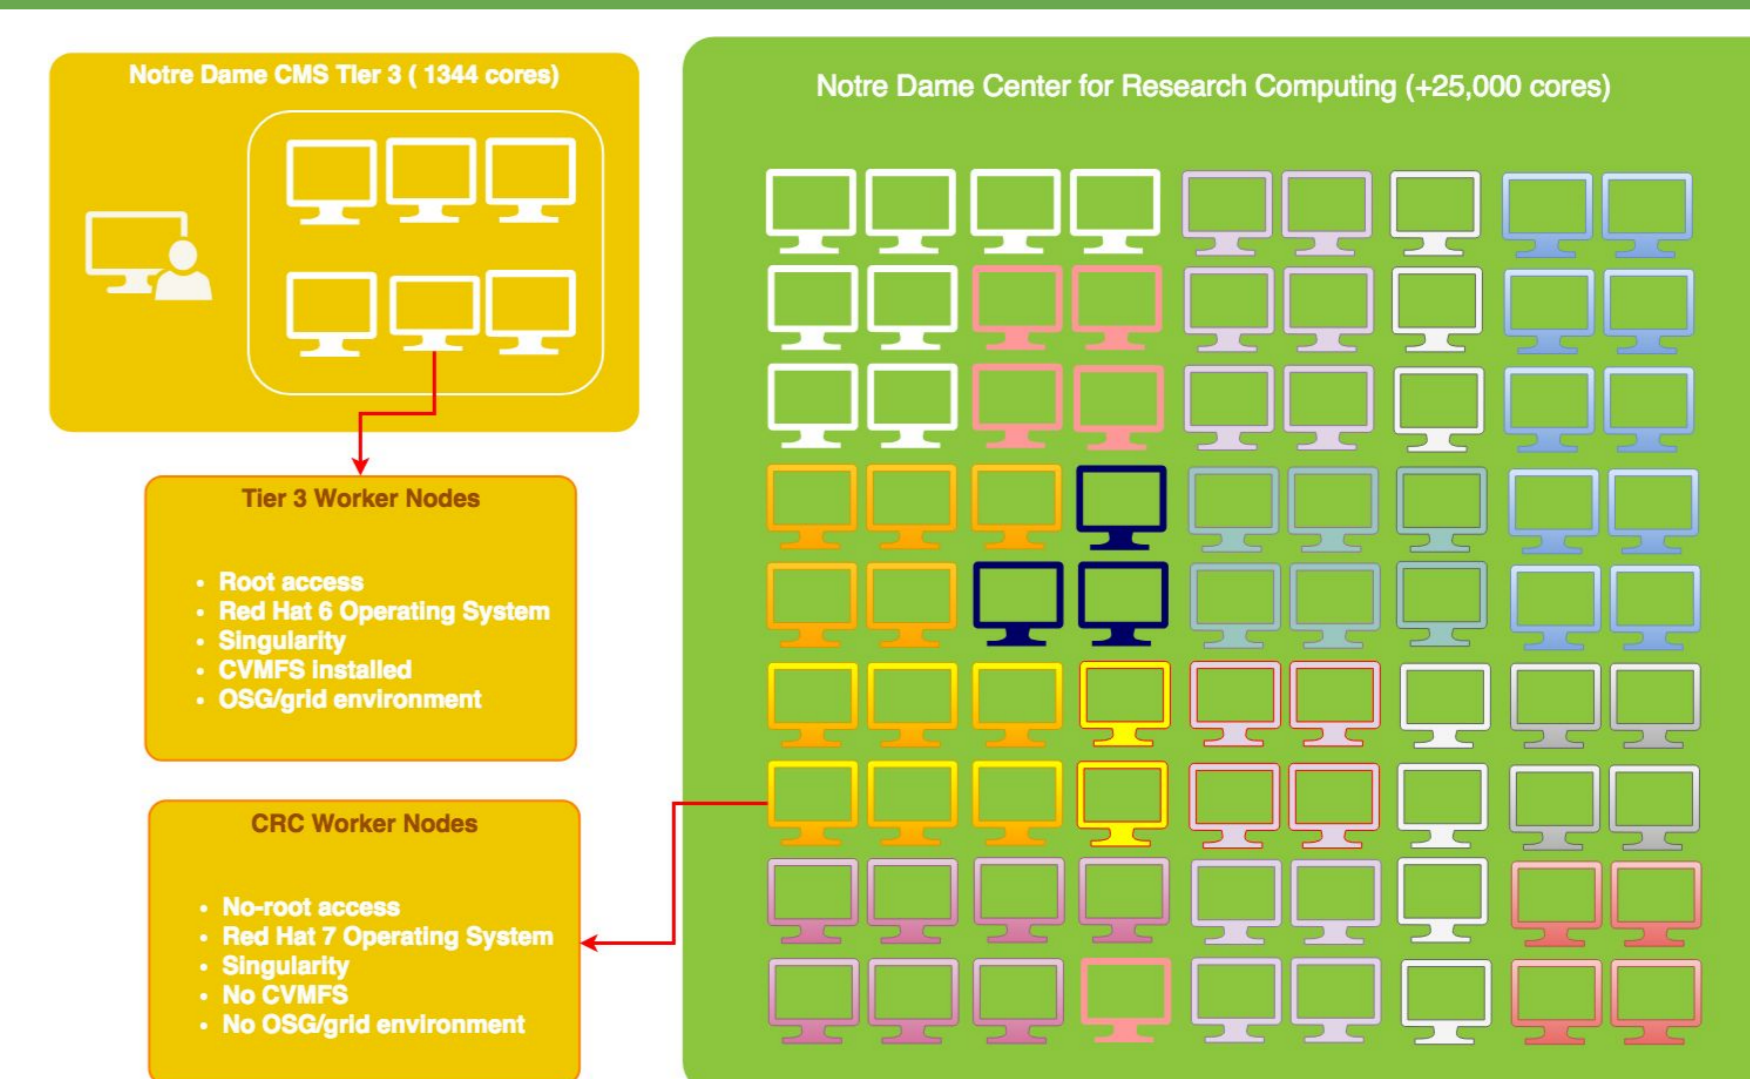 Notre Dame CMS Tier 3 ( 1344 cores)
Notre Dame Center for Research Computing (+25,000 cores)
Tier 3 Worker Nodes
• Root access
• Red Hat 6 Operating System
• Singularity
• CVMFS installed
• OSG/grid environment
CRC Worker Nodes
• No-root access
• Red Hat 7 Operating System
• Singularity
• No CVMFS
• No OSG/grid environment